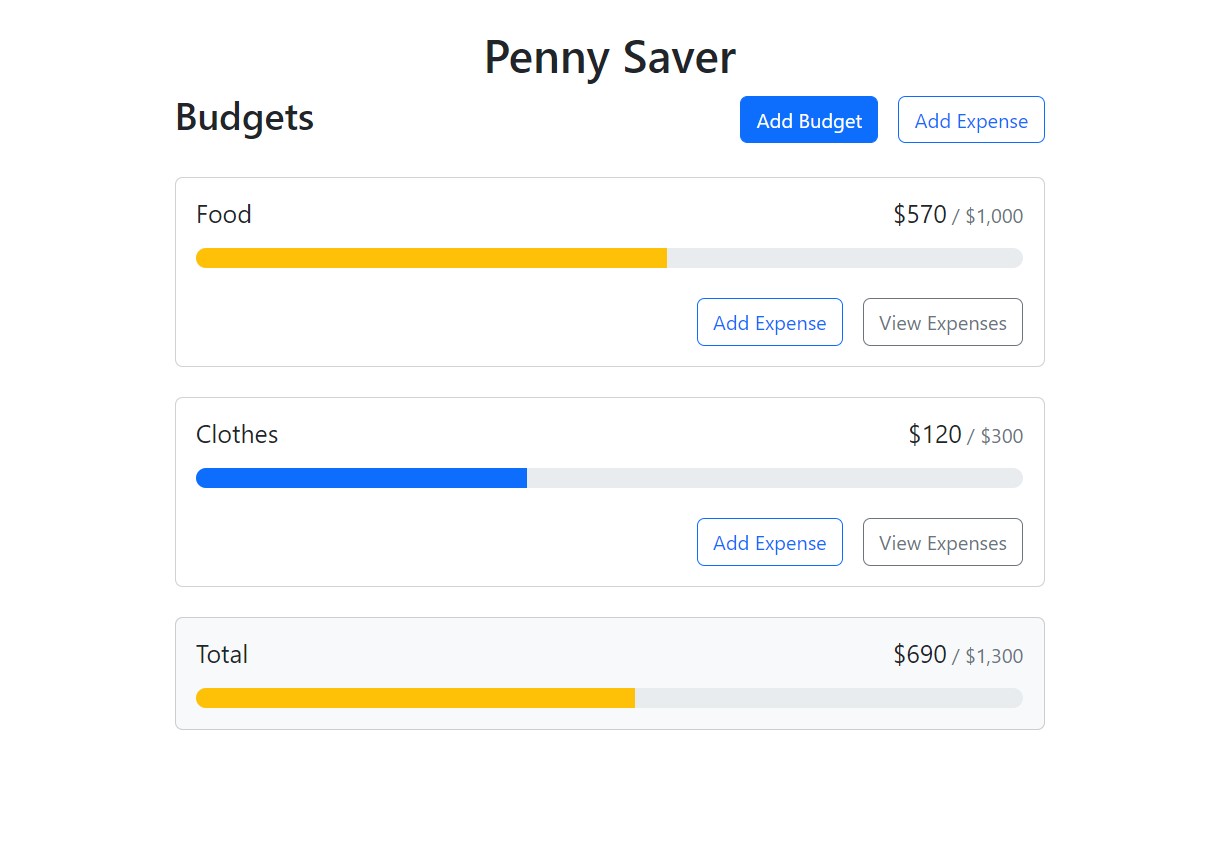 Penny Saver
Budgets Add Budget Add Expense
Food $570 / $1,000
Add Expense View Expenses
Clothes $120 / $300
Add Expense View Expenses
Total $690 / $1,300